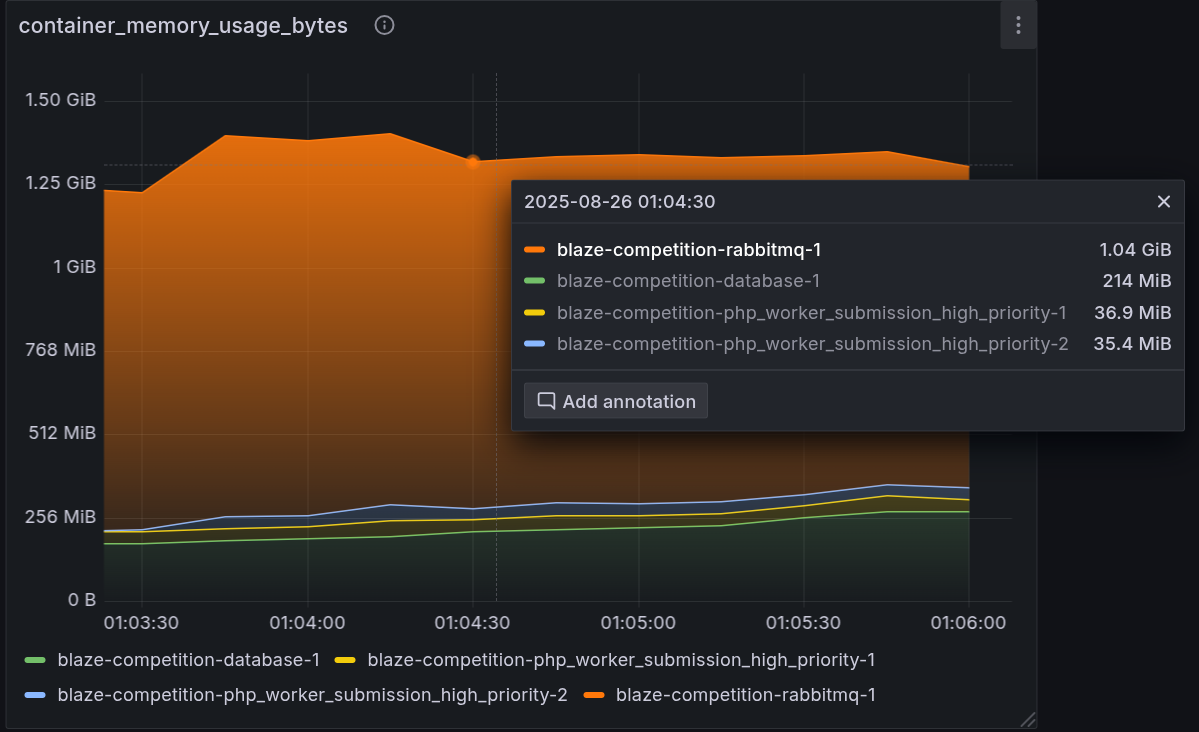 container_memory_usage_bytes
1.50 GiB
1.25 GiB
1 GiB
768 MiB
512 MiB
256 MiB
0 B
2025-08-26 01:04:30
blaze-competition-rabbitmq-1 1.04 GiB
blaze-competition-database-1 214 MiB
blaze-competition-php_worker_submission_high_priority-1 36.9 MiB
blaze-competition-php_worker_submission_high_priority-2 35.4 MiB
Add annotation
01:03:30 01:04:00 01:04:30 01:05:00 01:05:30 01:06:00
blaze-competition-database-1 blaze-competition-php_worker_submission_high_priority-1
blaze-competition-php_worker_submission_high_priority-2 blaze-competition-rabbitmq-1